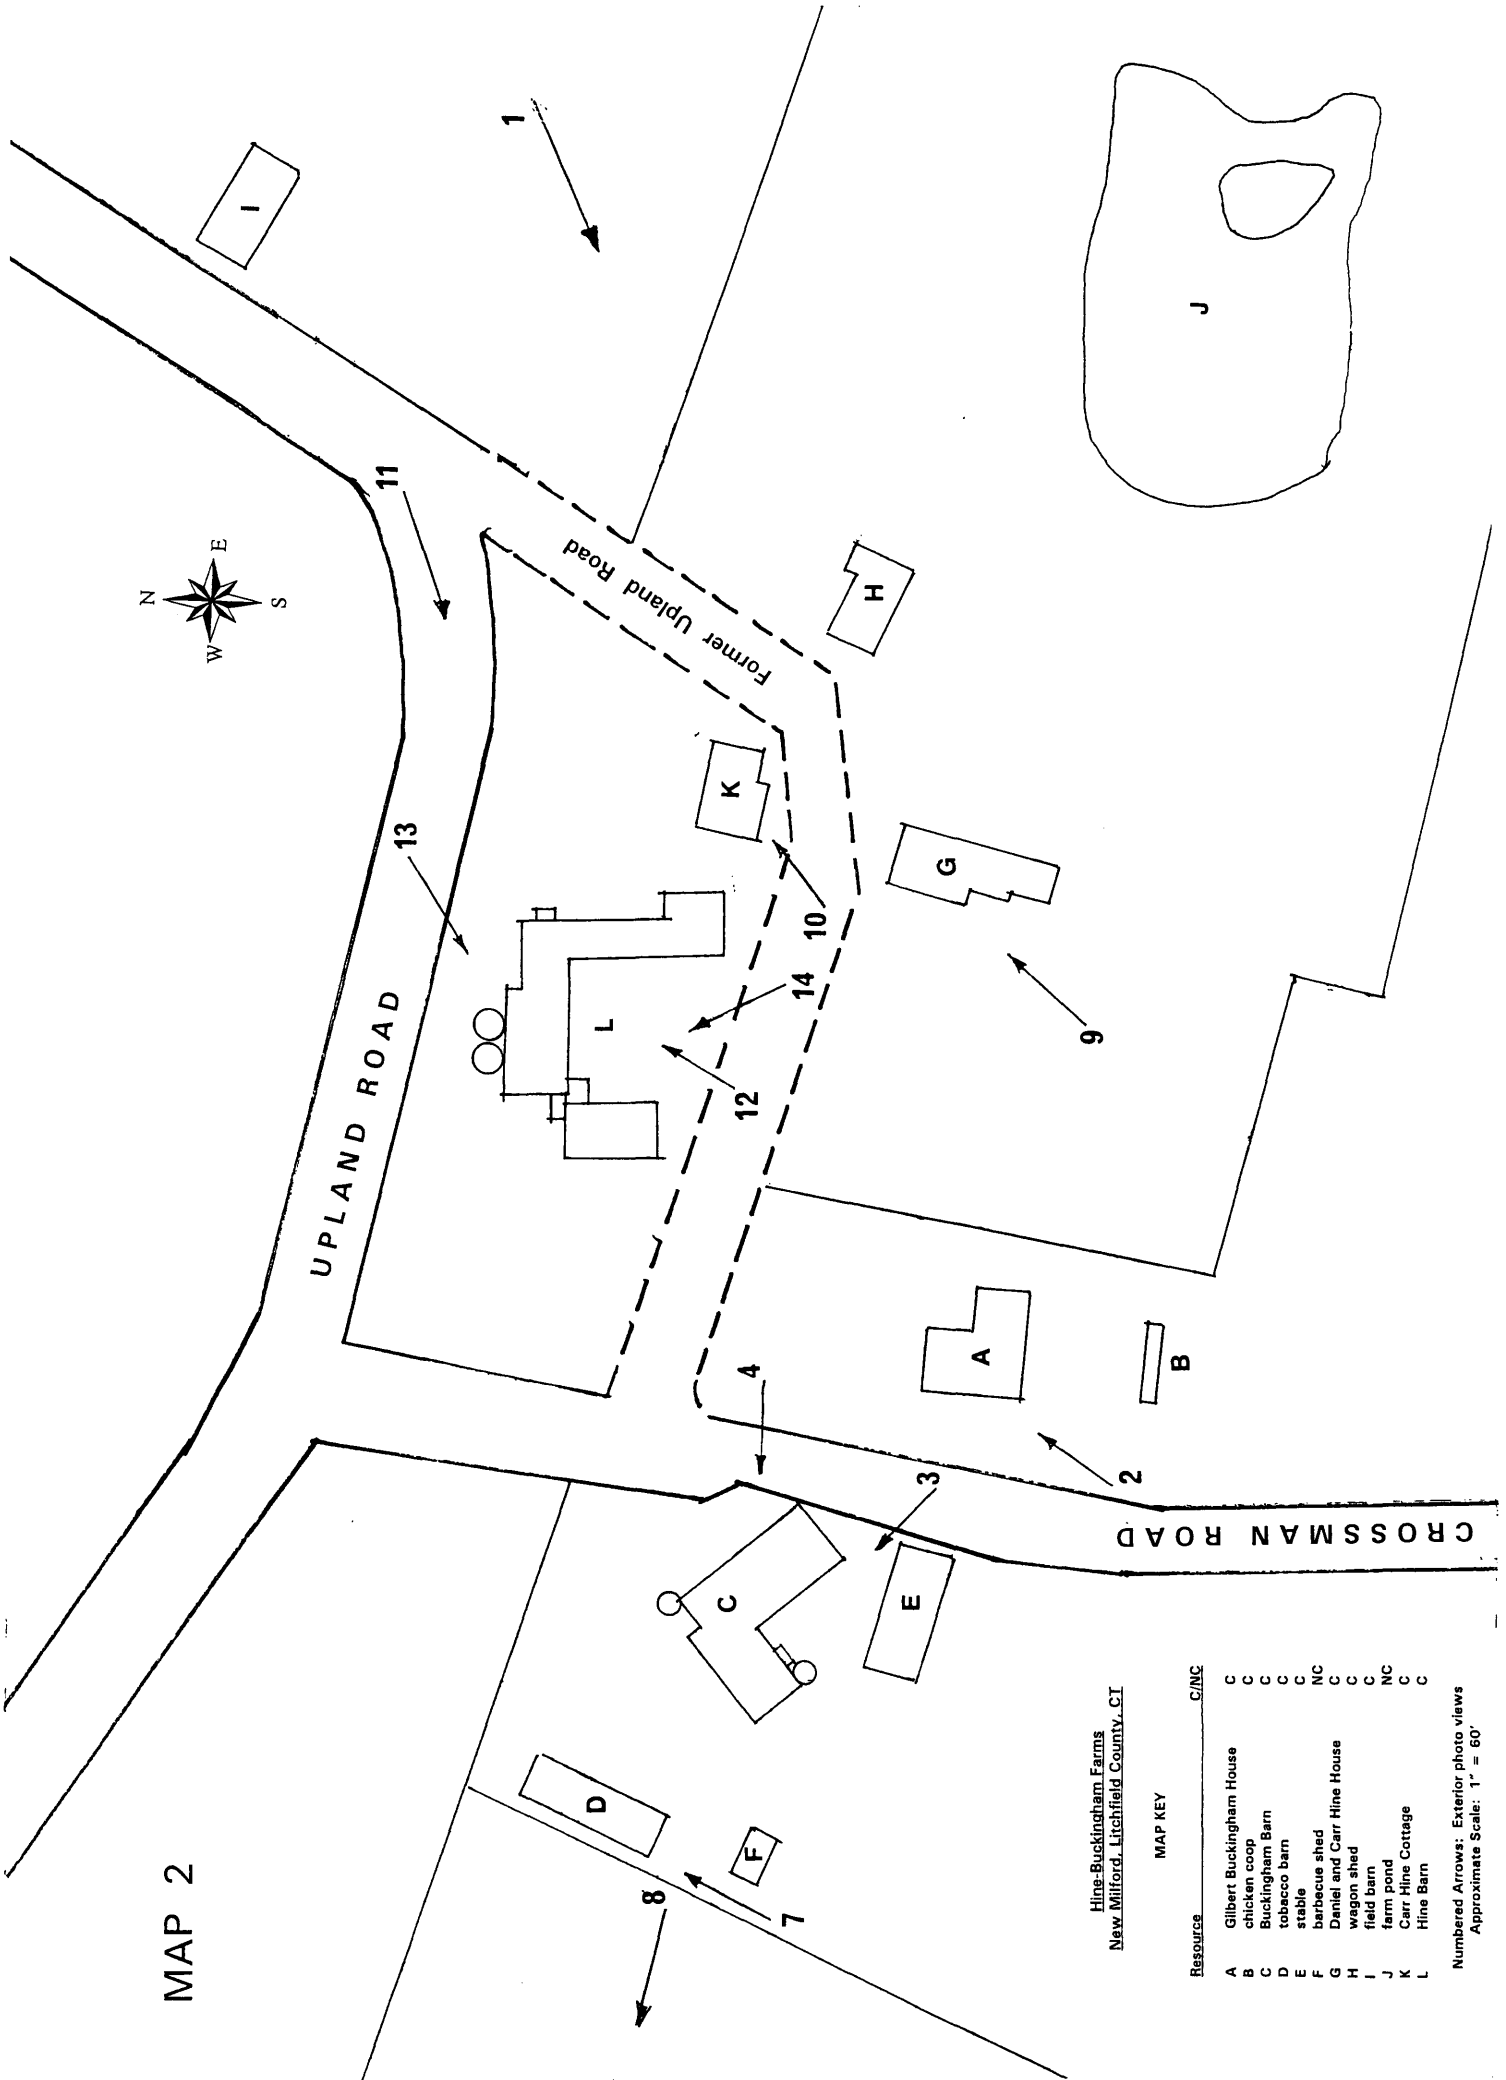 MAP 2
N
E
S
W
UPLAND ROAD
Former Upland Road
CROSSMAN ROAD
1
2
3
4
7
8
9
10
11
12
13
14
A
B
C
D
E
F
G
H
I
J
K
L
Hine-Buckingham Farms
New Milford, Litchfield County, CT
MAP KEY
Resource C/NC
A Gilbert Buckingham House C
B chicken coop C
C Buckingham Barn C
D tobacco barn C
E stable C
F barbecue shed NC
G Daniel and Carr Hine House C
H wagon shed C
I field barn C
J farm pond NC
K Carr Hine Cottage C
L Hine Barn C
Numbered Arrows: Exterior photo views
Approximate Scale: 1" = 60'